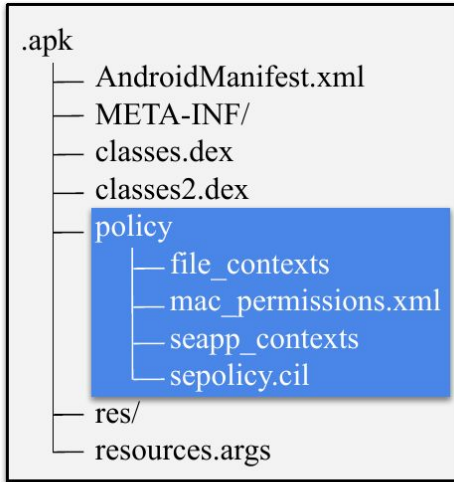 .apk
AndroidManifest.xml
META-INF/
classes.dex
classes2.dex
policy
file_contexts
mac_permissions.xml
seapp_contexts
sepolicy.cil
res/
resources.args